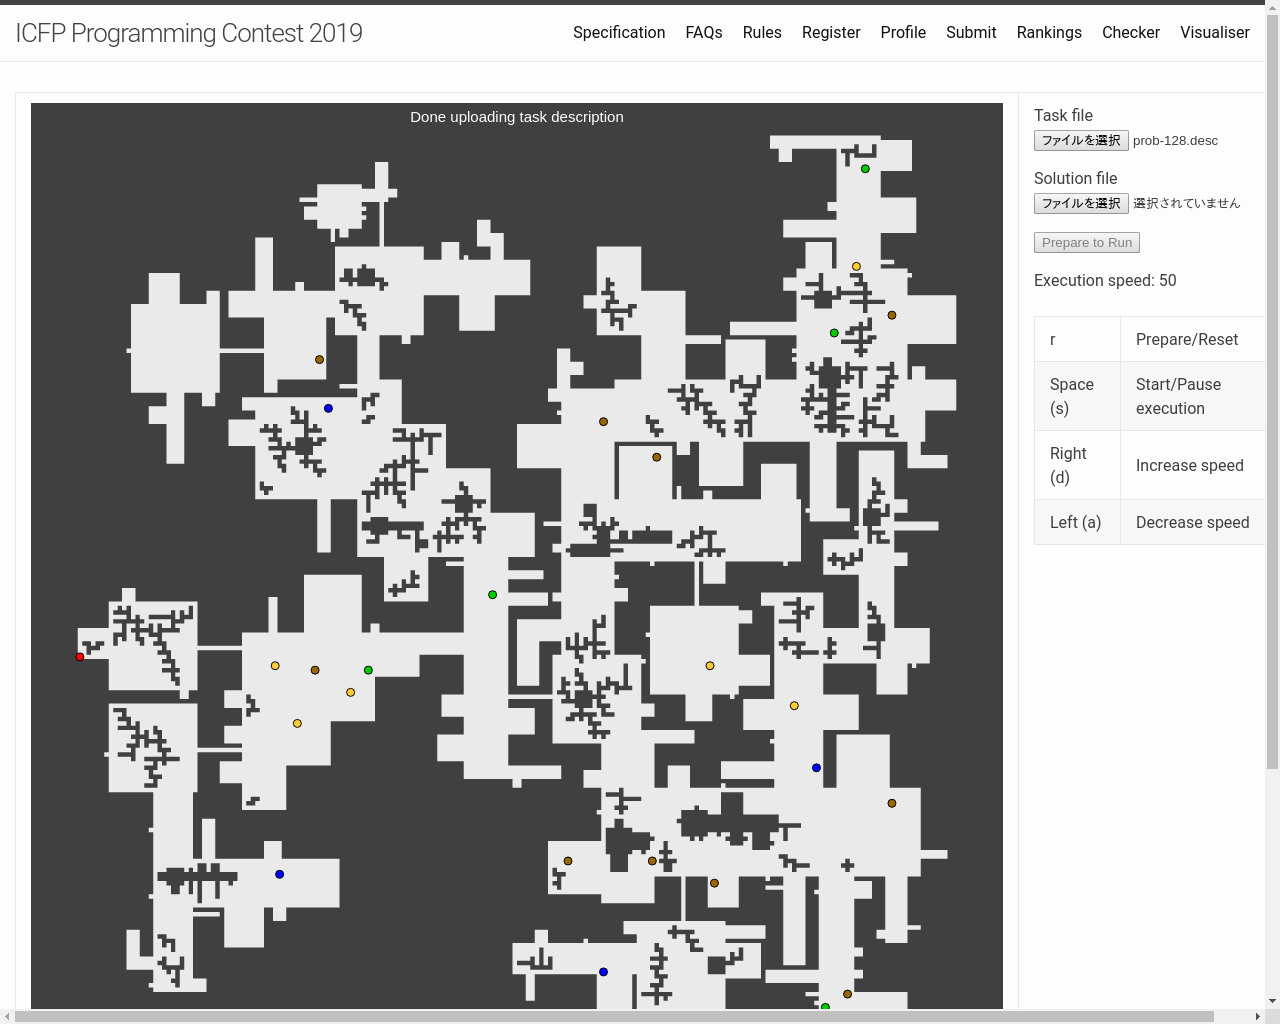 ICFP Programming Contest 2019
Specification FAQs Rules Register Profile Submit Rankings Checker Visualiser
Done uploading task description
Task file
ファイルを選択 prob-128.desc
Solution file
ファイルを選択 選択されていません
Prepare to Run
Execution speed: 50
r Prepare/Reset
Space (s) Start/Pause execution
Right (d) Increase speed
Left (a) Decrease speed